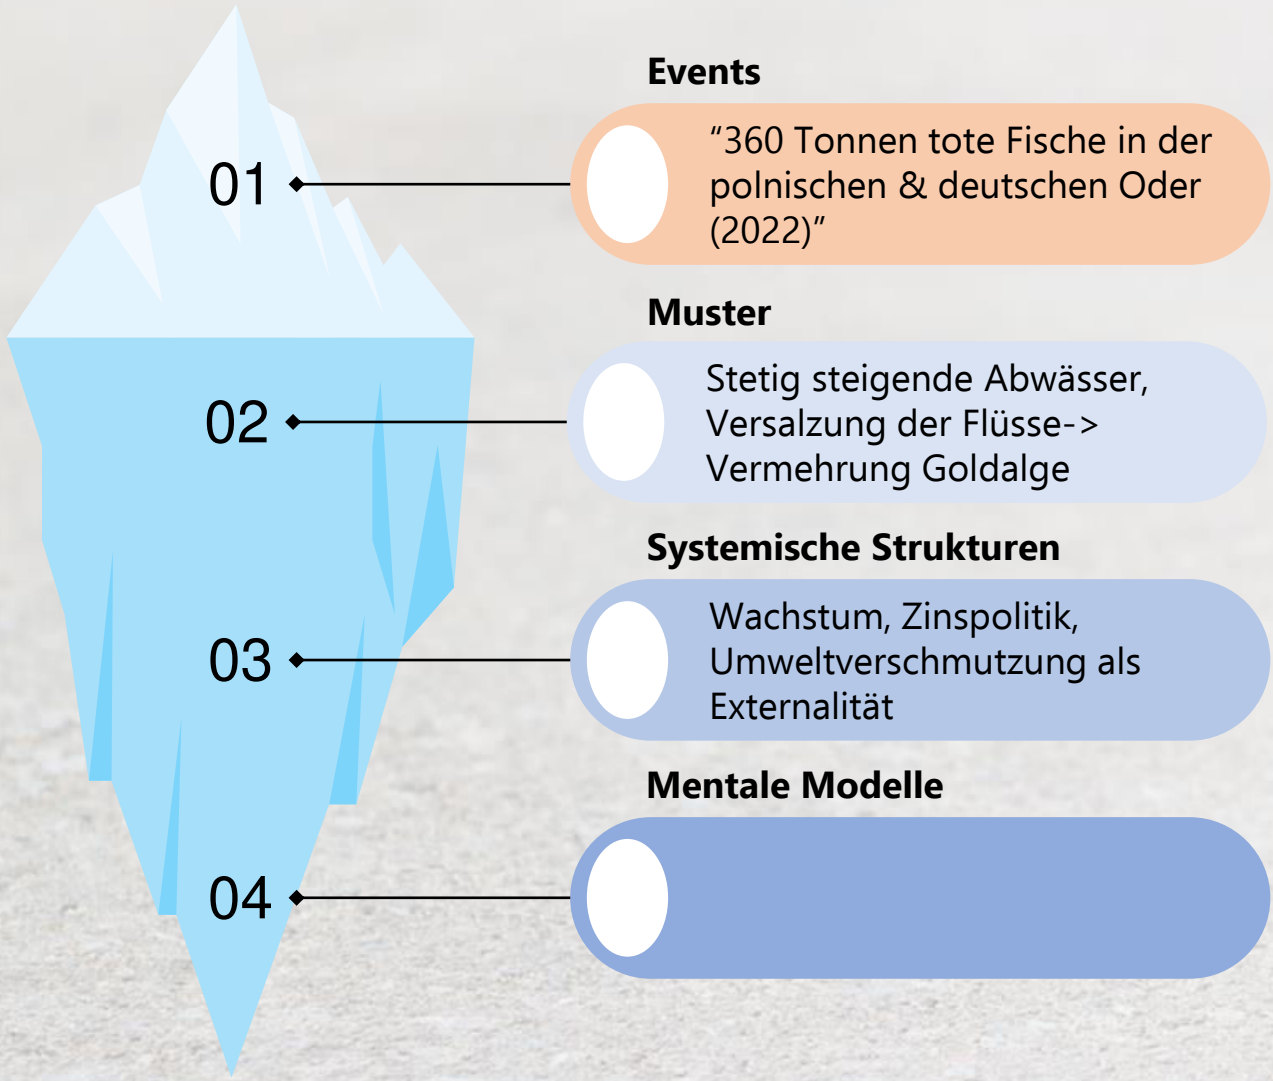 Events
01
“360 Tonnen tote Fische in der
polnischen & deutschen Oder
(2022)”
Muster
02
Stetig steigende Abwässer,
Versalzung der Flüsse->
Vermehrung Goldalge
Systemische Strukturen
03
Wachstum, Zinspolitik,
Umweltverschmutzung als
Externalität
Mentale Modelle
04